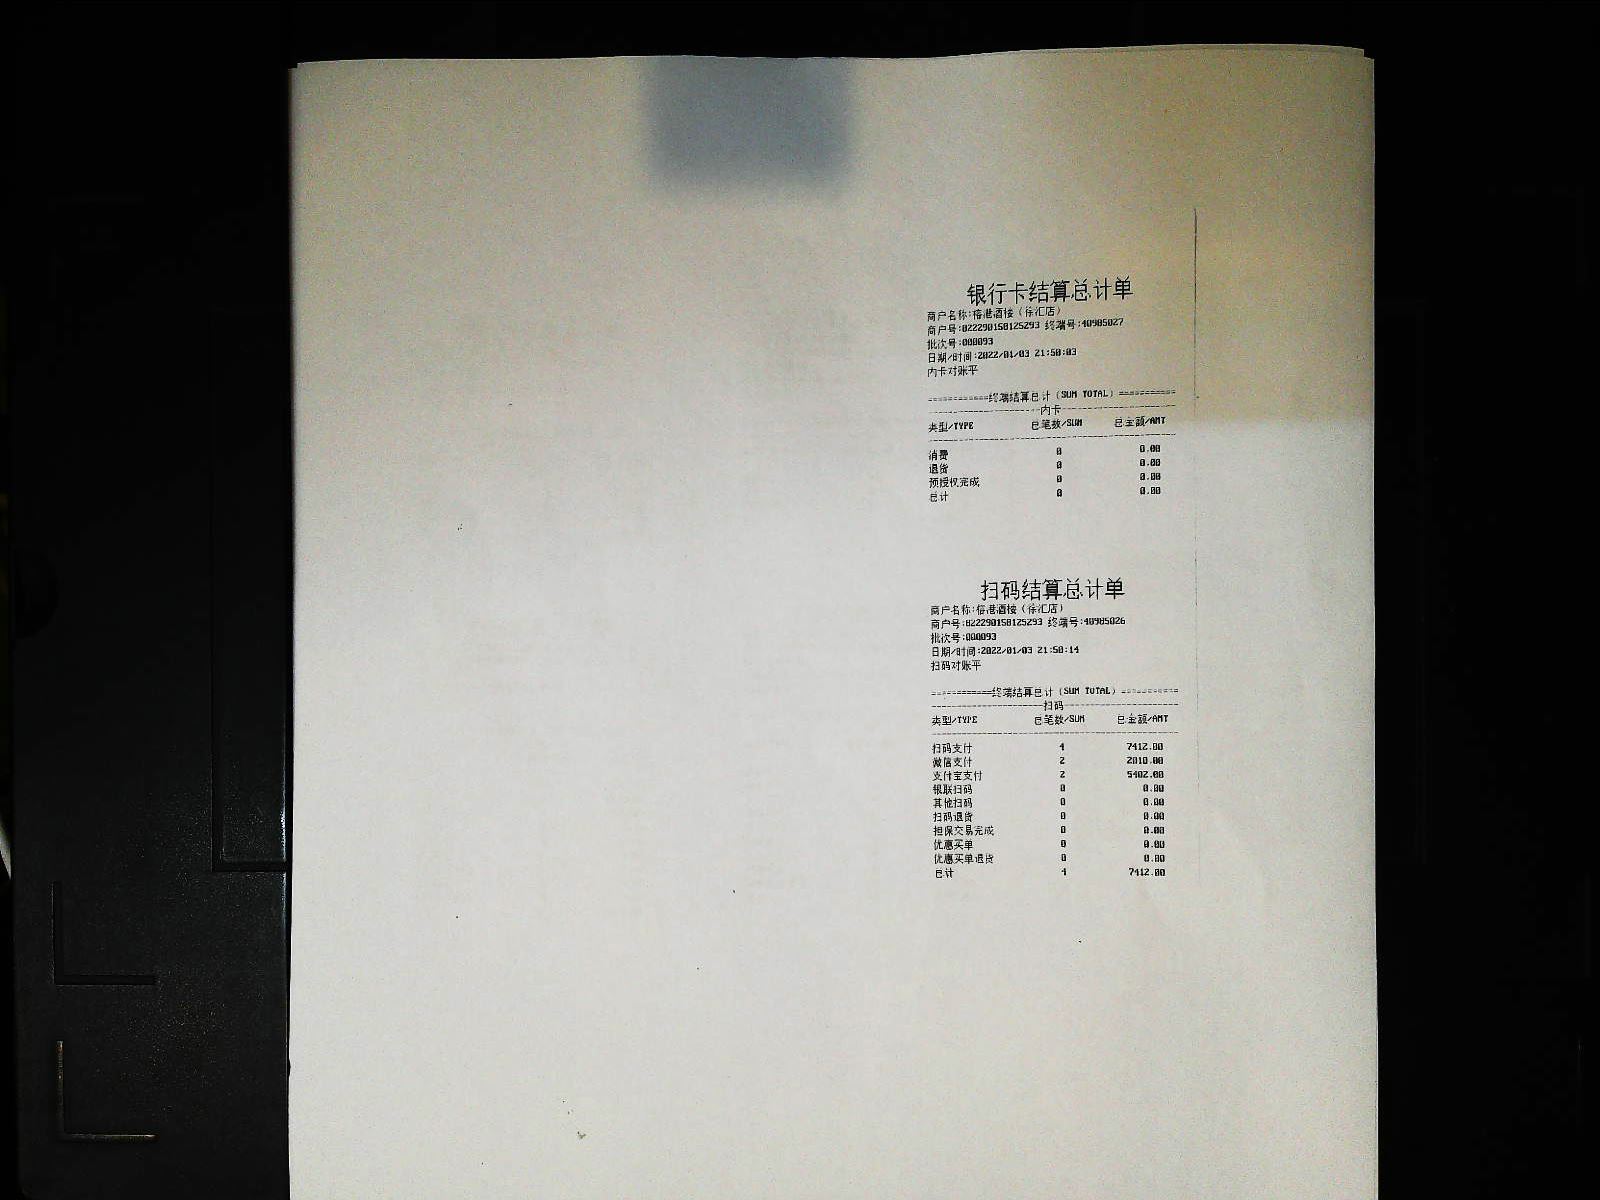 银行卡结算总计单
商户名称:榕港酒楼（徐汇店）
商户号:822290158125293 终端号:40985027
批次号:000093
日期/时间:2022/01/03 21:50:03
内卡对账平
============终端结算总计（SUM TOTAL）===========
----------------------内卡----------------------
类型/TYPE 总笔数/SUM 总金额/AMT
消费 0 0.00
退货 0 0.00
预授权完成 0 0.00
总计 0 0.00
扫码结算总计单
商户名称:榕港酒楼（徐汇店）
商户号:822290158125293 终端号:40985026
批次号:000093
日期/时间:2022/01/03 21:50:14
扫码对账平
============终端结算总计（SUM TOTAL）===========
----------------------扫码----------------------
类型/TYPE 总笔数/SUM 总金额/AMT
扫码支付 4 7412.00
微信支付 2 2010.00
支付宝支付 2 5402.00
银联扫码 0 0.00
其他扫码 0 0.00
扫码退货 0 0.00
担保交易完成 0 0.00
优惠买单 0 0.00
优惠买单退货 0 0.00
总计 4 7412.00